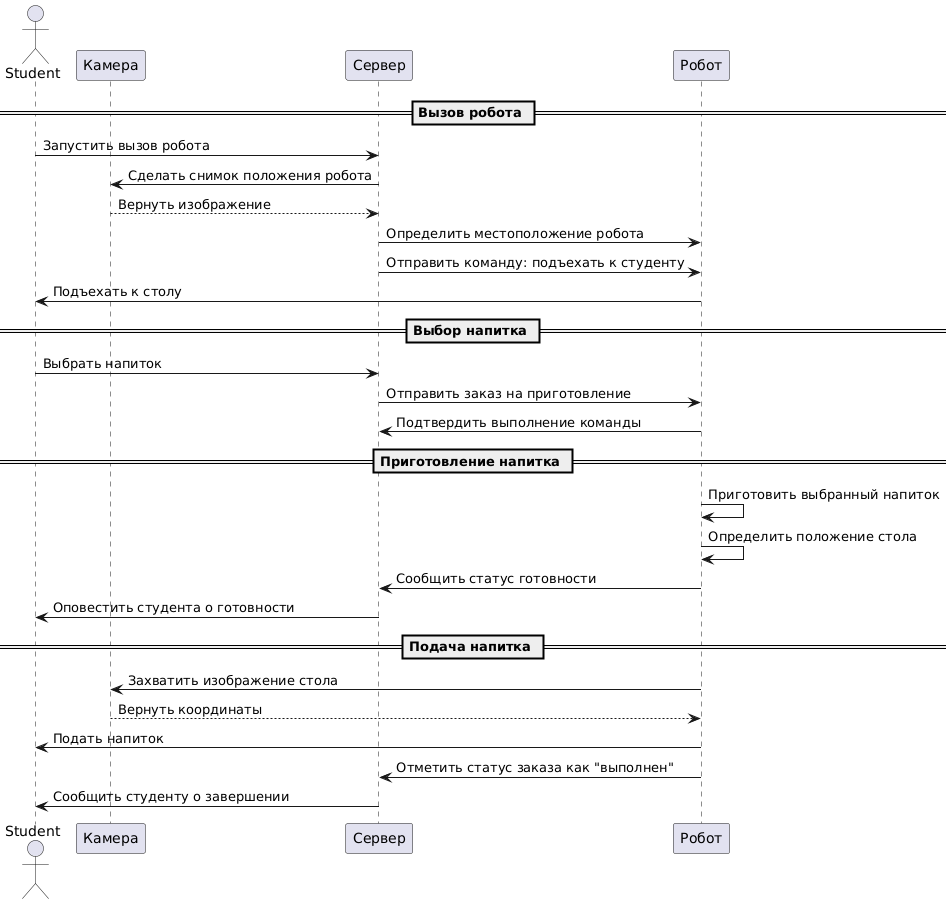 Student
Камера
Сервер
Робот
Вызов робота
Запустить вызов робота
Сделать снимок положения робота
Вернуть изображение
Определить местоположение робота
Отправить команду: подъехать к студенту
Подъехать к столу
Выбор напитка
Выбрать напиток
Отправить заказ на приготовление
Подтвердить выполнение команды
Приготовление напитка
Приготовить выбранный напиток
Определить положение стола
Сообщить статус готовности
Оповестить студента о готовности
Подача напитка
Захватить изображение стола
Вернуть координаты
Подать напиток
Отметить статус заказа как "выполнен"
Сообщить студенту о завершении
Student
Камера
Сервер
Робот